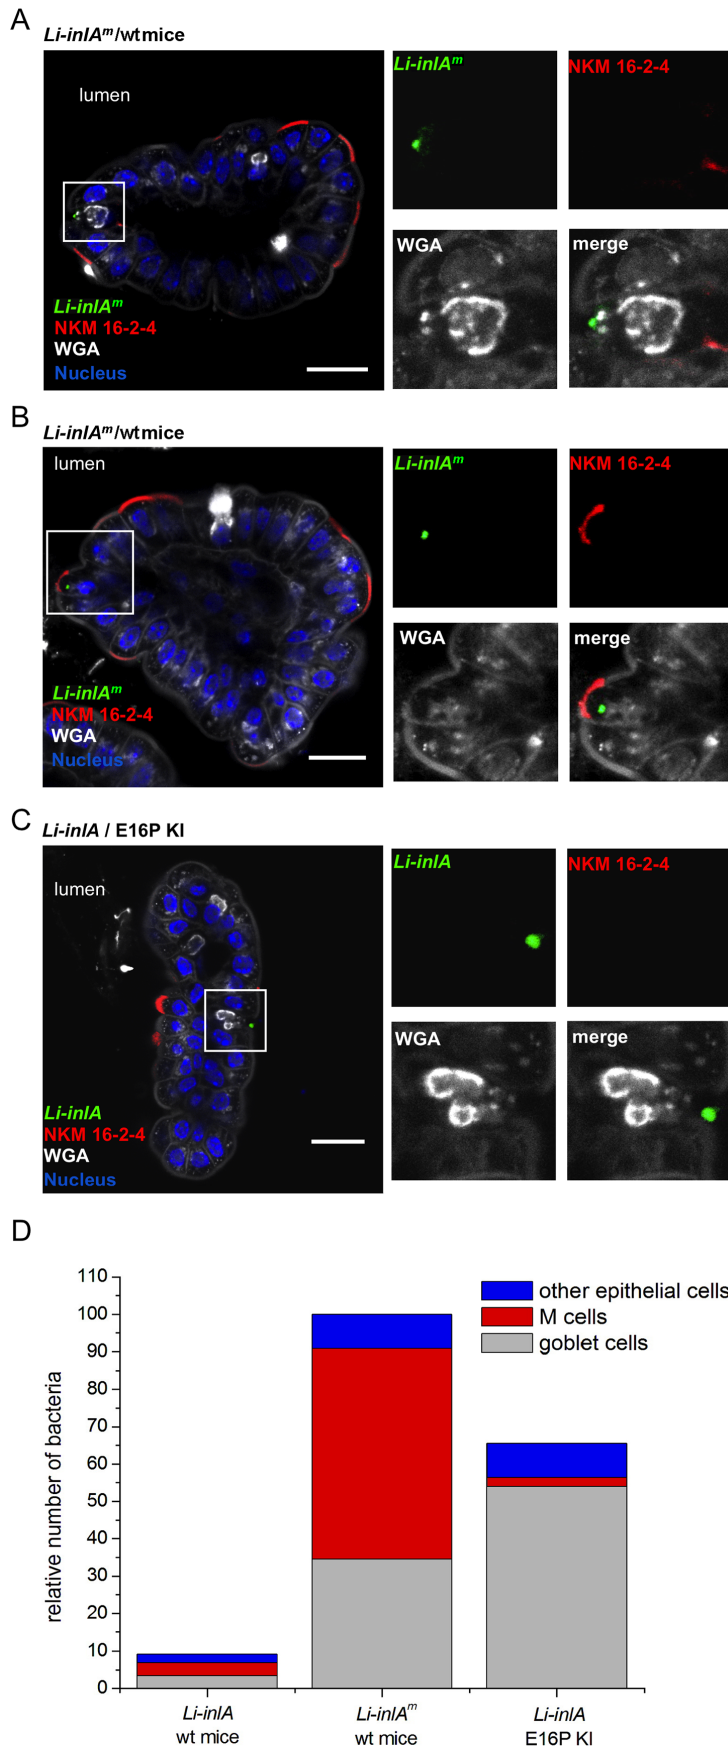 A
Li-inlAᵐ/wtmice
lumen
Li-inlAᵐ
NKM 16-2-4
WGA
Nucleus
Li-inlAᵐ
NKM 16-2-4
WGA
merge
B
Li-inlAᵐ/wtmice
lumen
Li-inlAᵐ
NKM 16-2-4
WGA
Nucleus
Li-inlAᵐ
NKM 16-2-4
WGA
merge
C
Li-inlA / E16P KI
lumen
Li-inlA
NKM 16-2-4
WGA
Nucleus
Li-inlA
NKM 16-2-4
WGA
merge
D
relative number of bacteria
110
100
90
80
70
60
50
40
30
20
10
0
other epithelial cells
M cells
goblet cells
Li-inlA
wt mice
Li-inlAᵐ
wt mice
Li-inlA
E16P KI